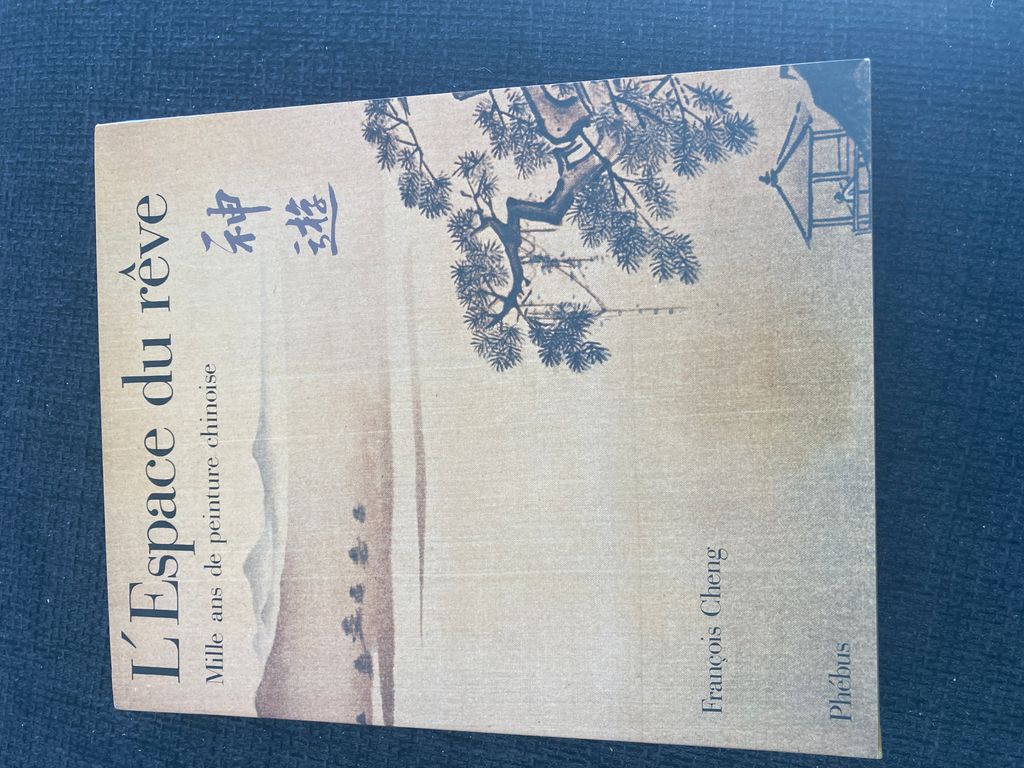 L'Espace du rêve
Mille ans de peinture chinoise
神
遊
François Cheng
Phébus